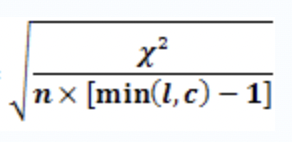 √
χ²
n × [min(l, c) − 1]